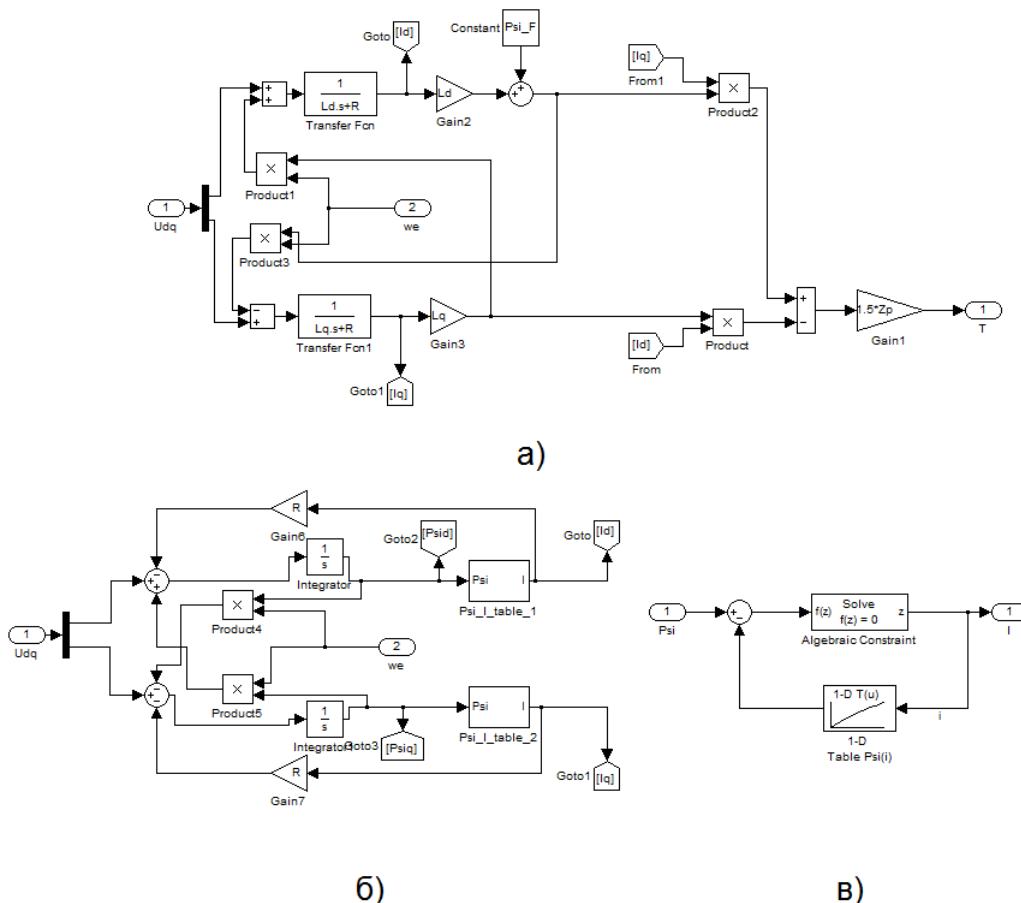 Goto [Id]
Constant Psi_F
[Iq]
From1
1
Ld.s+R
Transfer Fcn
Ld
Gain2
Product2
Product1
1
Udq
2
we
Product3
1
Lq.s+R
Transfer Fcn1
Lq
Gain3
Product
[Id]
From
1.5*Zp
Gain1
1
T
Goto1 [Iq]
а)
R
Gain6
Goto2 [Psid]
Goto [Id]
1
s
Integrator
Psi I
Psi_I_table_1
Product4
1
Udq
2
we
Product5
1
s
Integrator1
Goto3 [Psiq]
Psi I
Psi_I_table_2
R
Gain7
Goto1 [Iq]
б)
1
Psi
f(z) Solve f(z) = 0 z
Algebraic Constraint
1
I
1-D T(u)
i
1-D
Table Psi(i)
в)